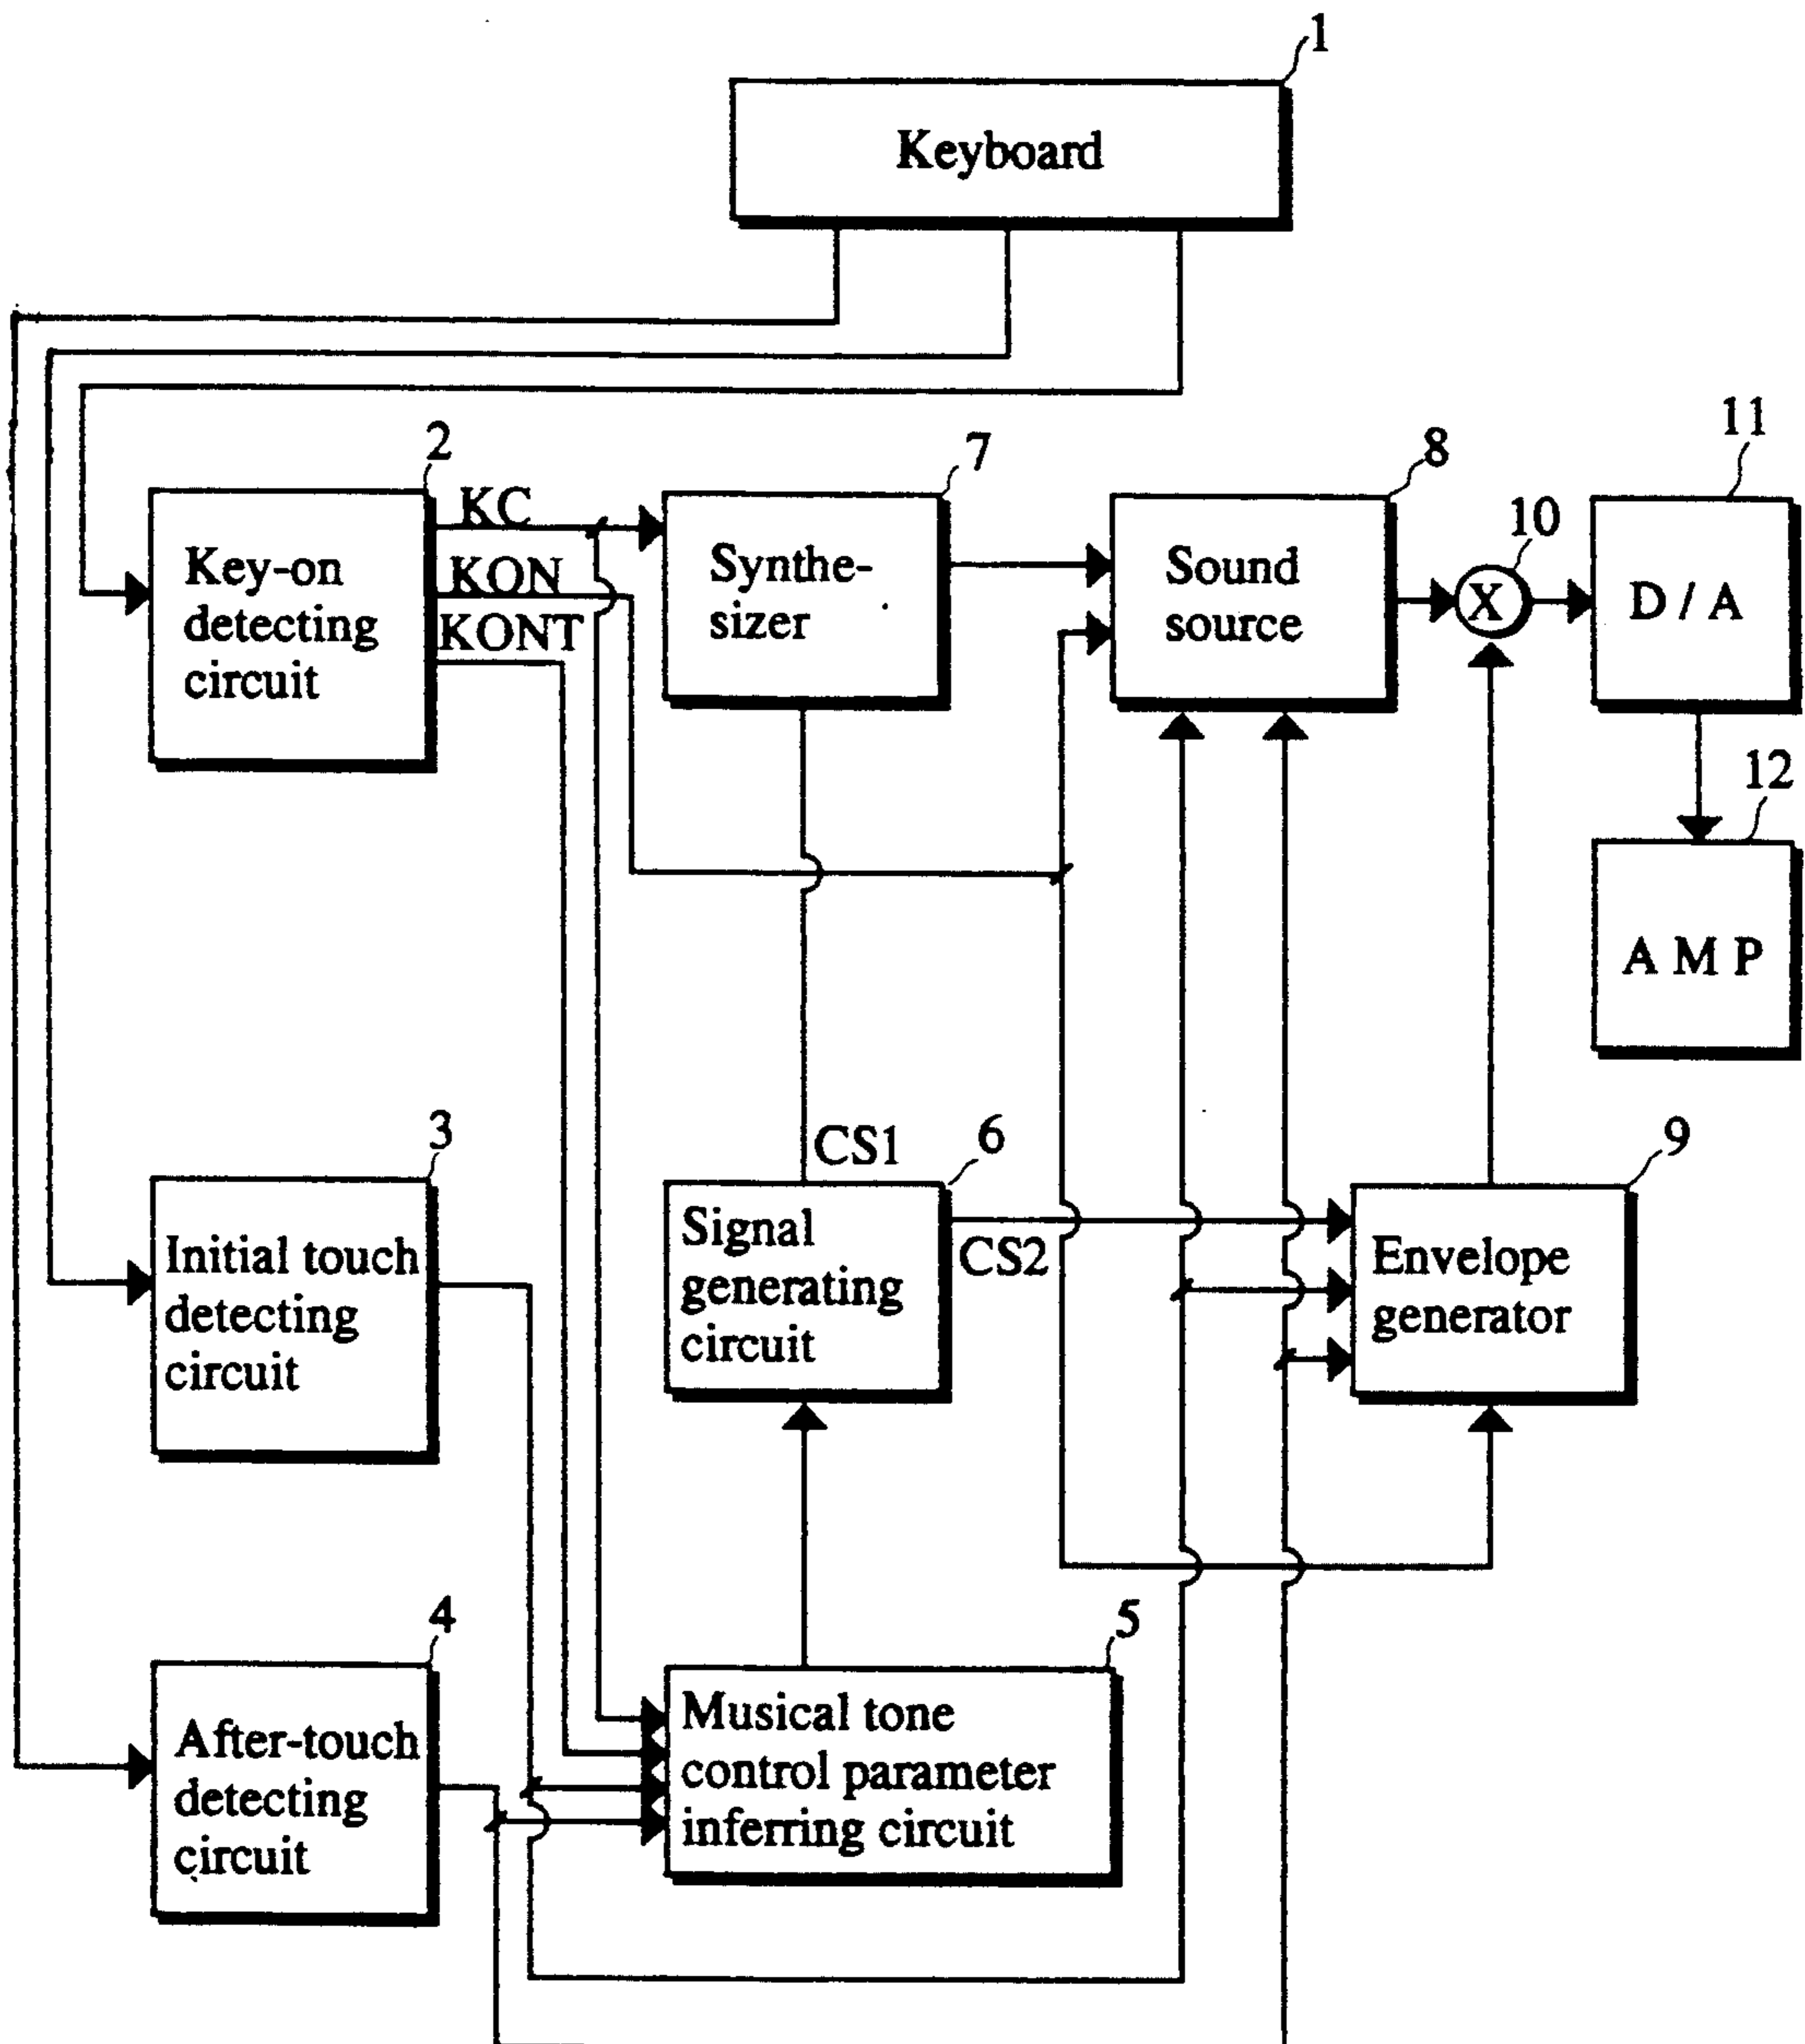 1
Keyboard
2
KC
KON
KONT
Key-on
detecting
circuit
7
Synthe-
sizer
8
Sound
source
10
X
11
D / A
12
A M P
3
Initial touch
detecting
circuit
CS1
6
Signal
generating
circuit
CS2
9
Envelope
generator
4
After-touch
detecting
circuit
5
Musical tone
control parameter
inferring circuit